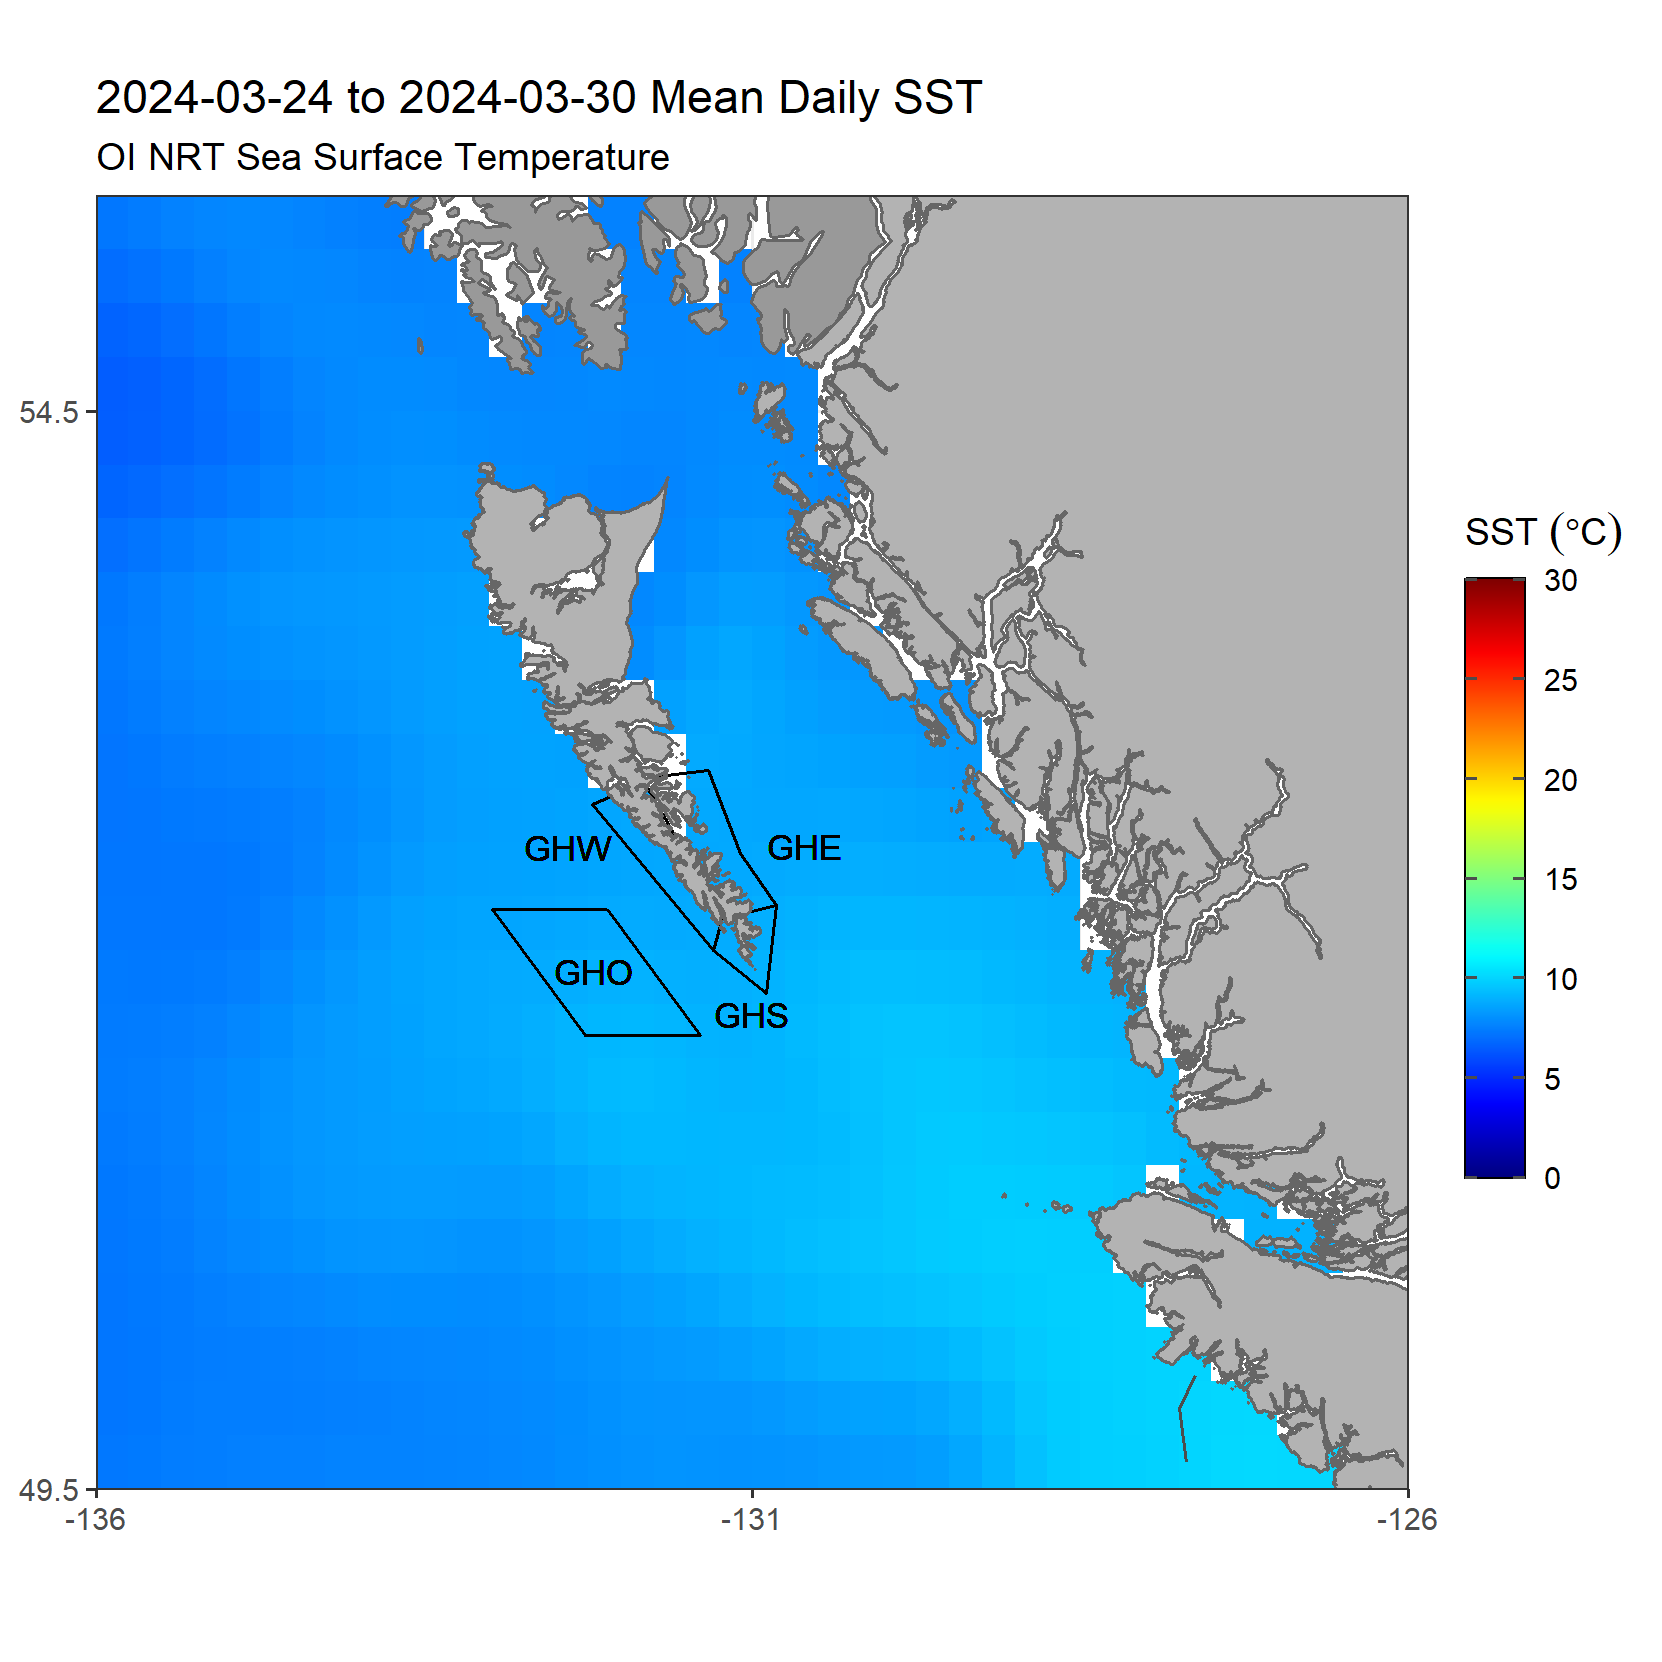 2024-03-24 to 2024-03-30 Mean Daily SST
OI NRT Sea Surface Temperature
54.5
49.5
-136
-131
-126
GHW
GHE
GHO
GHS
SST (°C)
30
25
20
15
10
5
0